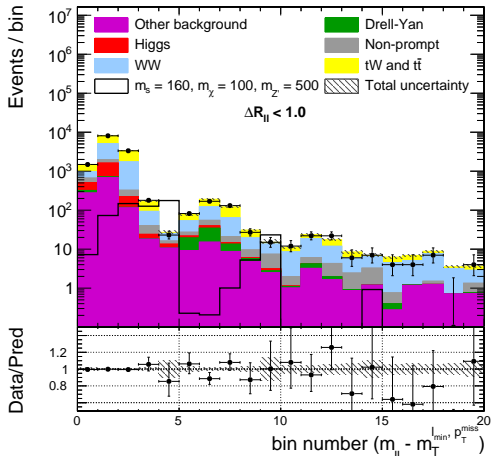 Events / bin
10⁷
10⁶
10⁵
10⁴
10³
10²
10
1
Other background
Drell-Yan
Higgs
Non-prompt
WW
tW and tt̄
mₛ = 160, m_χ = 100, m_Z' = 500
Total uncertainty
ΔR_ll < 1.0
Data/Pred
1.2
1
0.8
0 5 10 15 20
bin number (m_ll - m_T^{l_min, p_T^miss})